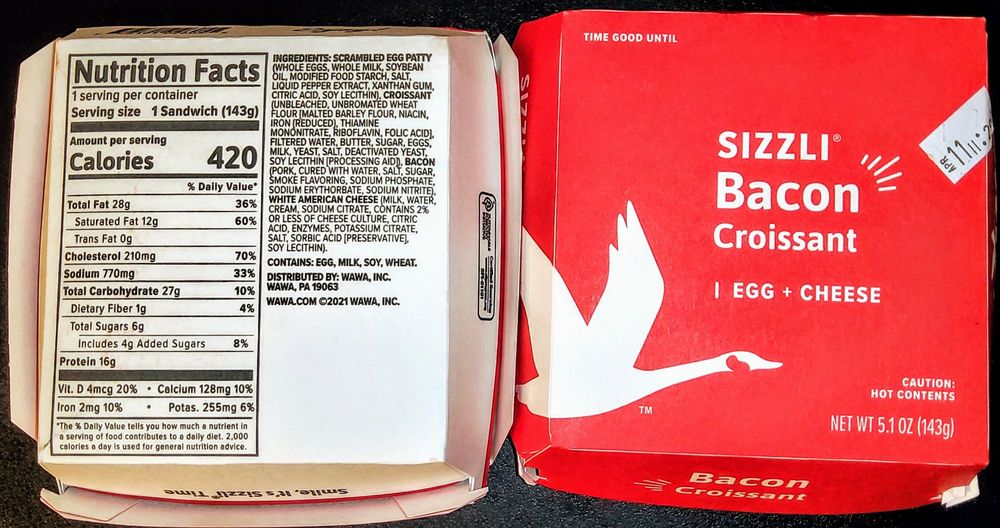 Nutrition Facts
1 serving per container
Serving size 1 Sandwich (143g)
Amount per serving
Calories 420
% Daily Value*
Total Fat 28g 36%
Saturated Fat 12g 60%
Trans Fat 0g
Cholesterol 210mg 70%
Sodium 770mg 33%
Total Carbohydrate 27g 10%
Dietary Fiber 1g 4%
Total Sugars 6g
Includes 4g Added Sugars 8%
Protein 16g
Vit. D 4mcg 20% • Calcium 128mg 10%
Iron 2mg 10% • Potas. 255mg 6%
*The % Daily Value tells you how much a nutrient in
a serving of food contributes to a daily diet. 2,000
calories a day is used for general nutrition advice.
INGREDIENTS: SCRAMBLED EGG PATTY
(WHOLE EGGS, WHOLE MILK, SOYBEAN
OIL, MODIFIED FOOD STARCH, SALT,
LIQUID PEPPER EXTRACT, XANTHAN GUM,
CITRIC ACID, SOY LECITHIN), CROISSANT
(UNBLEACHED, UNBROMATED WHEAT
FLOUR [MALTED BARLEY FLOUR, NIACIN,
IRON (REDUCED), THIAMINE
MONONITRATE, RIBOFLAVIN, FOLIC ACID],
FILTERED WATER, BUTTER, SUGAR, EGGS,
MILK, YEAST, SALT, DEACTIVATED YEAST,
SOY LECITHIN [PROCESSING AID]), BACON
(PORK, CURED WITH WATER, SALT, SUGAR,
SMOKE FLAVORING, SODIUM PHOSPHATE,
SODIUM ERYTHORBATE, SODIUM NITRITE),
WHITE AMERICAN CHEESE (MILK, WATER,
CREAM, SODIUM CITRATE, CONTAINS 2%
OR LESS OF CHEESE CULTURE, CITRIC
ACID, ENZYMES, POTASSIUM CITRATE,
SALT, SORBIC ACID [PRESERVATIVE],
SOY LECITHIN).
CONTAINS: EGG, MILK, SOY, WHEAT.
DISTRIBUTED BY: WAWA, INC.
WAWA, PA 19063
WAWA.COM ©2021 WAWA, INC.
Smile, It's Sizzli® Time
TIME GOOD UNTIL
APR 11 11:2
SIZZLI®
Bacon
Croissant
| EGG + CHEESE
CAUTION:
HOT CONTENTS
TM
NET WT 5.1 OZ (143g)
Bacon
Croissant